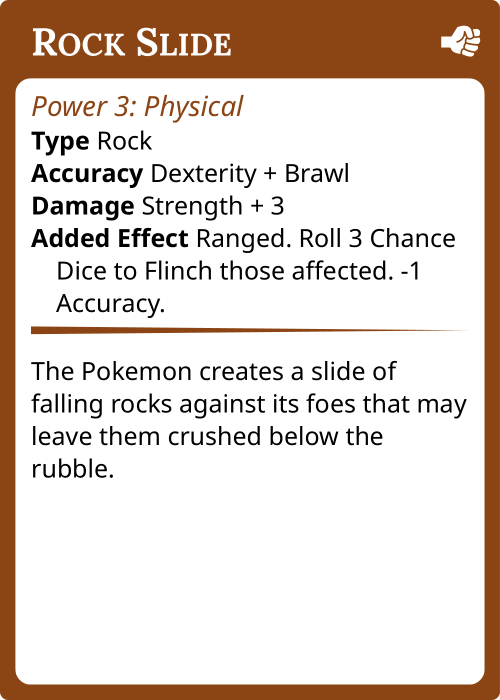 Rock Slide
Power 3: Physical
Type Rock
Accuracy Dexterity + Brawl
Damage Strength + 3
Added Effect Ranged. Roll 3 Chance
Dice to Flinch those affected. -1
Accuracy.
The Pokemon creates a slide of
falling rocks against its foes that may
leave them crushed below the
rubble.